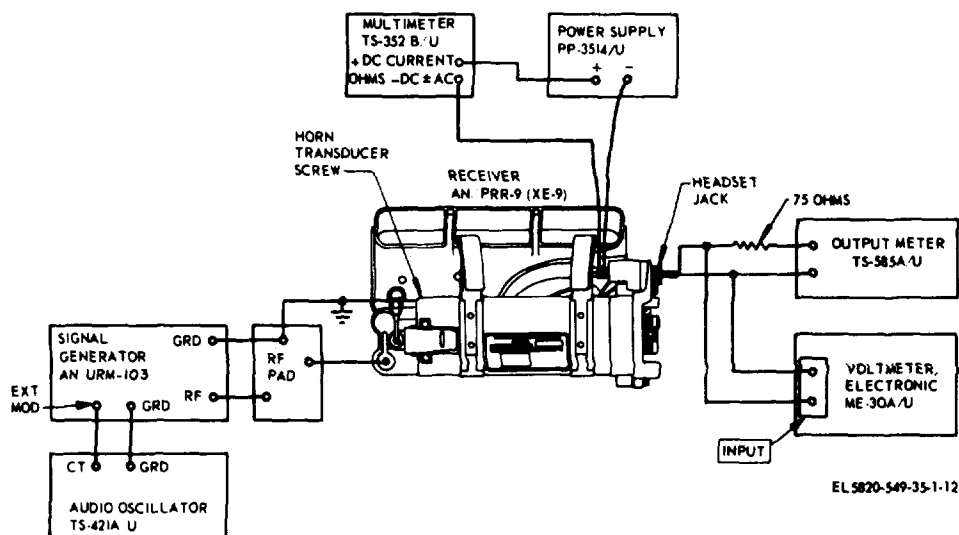 MULTIMETER
TS-352 B/U
+ DC CURRENT
OHMS -DC ± AC
POWER SUPPLY
PP-3514/U
+ -
HORN
TRANSDUCER
SCREW
RECEIVER
AN PRR-9 (XE-9)
HEADSET
JACK
75 OHMS
OUTPUT METER
TS-585A/U
SIGNAL
GENERATOR
AN URM-103
GRD
RF
PAD
EXT
MOD
GRD
RF
VOLTMETER,
ELECTRONIC
ME-30A/U
INPUT
CT
GRD
AUDIO OSCILLATOR
TS-421A U
EL5820-549-35-1-12